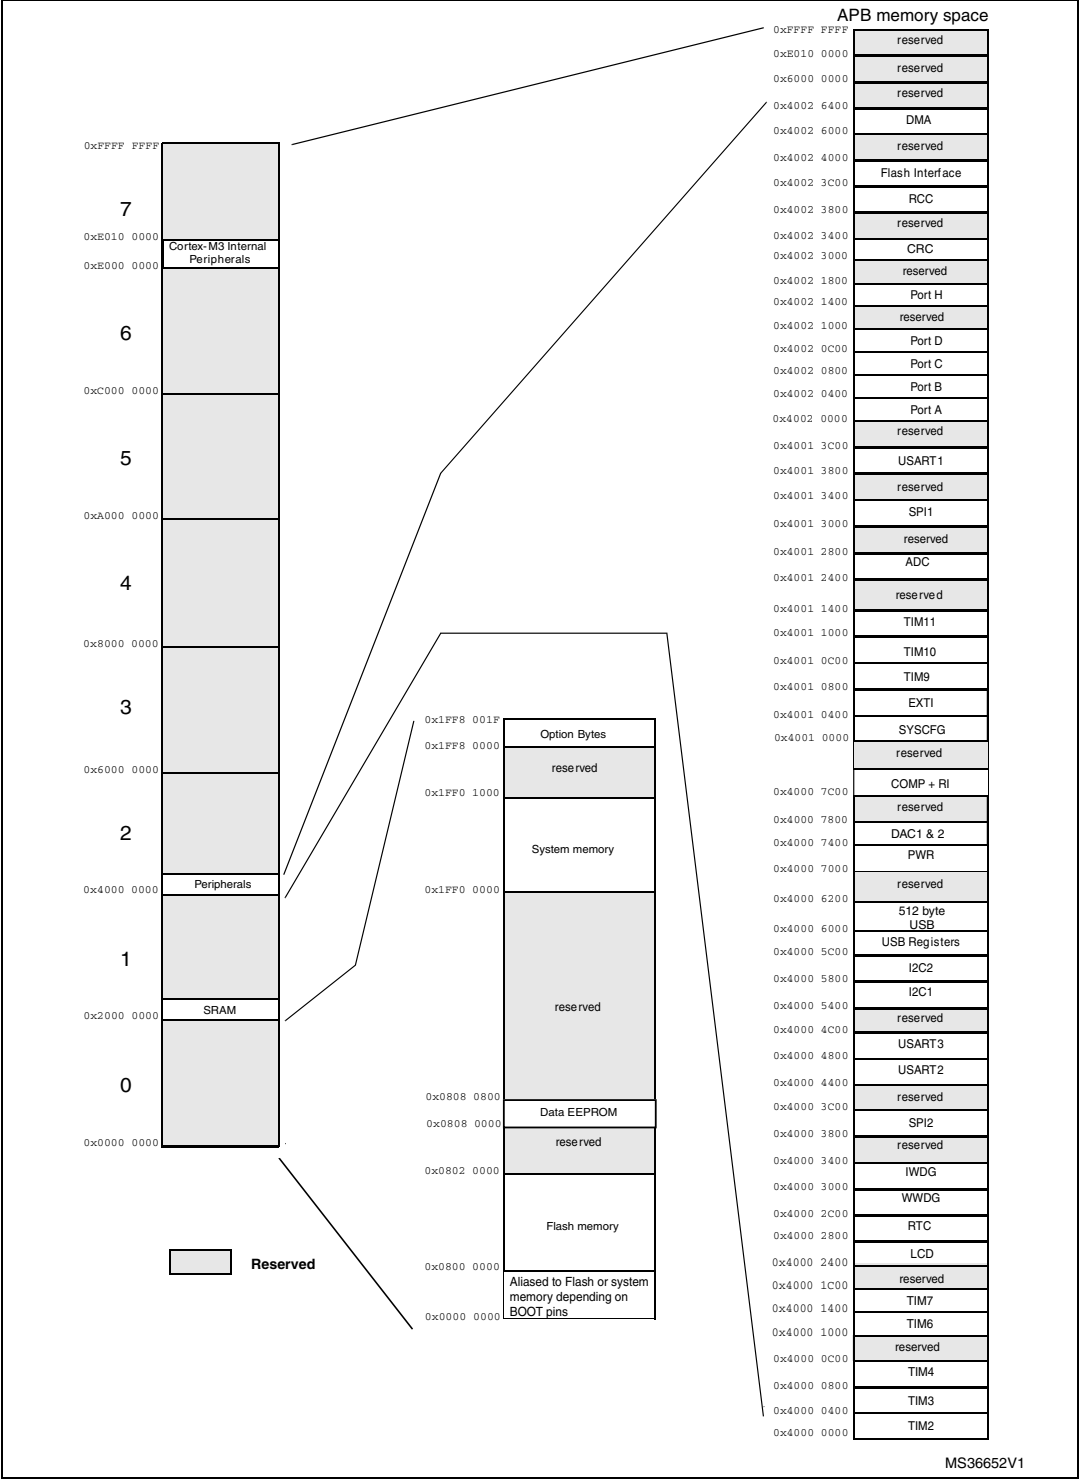 0xFFFF FFFF
7
0xE010 0000
Cortex-M3 Internal
Peripherals
0xE000 0000
6
0xC000 0000
5
0xA000 0000
4
0x8000 0000
3
0x6000 0000
2
Peripherals
0x4000 0000
1
SRAM
0x2000 0000
0
0x0000 0000
Reserved
0x1FF8 001F
Option Bytes
0x1FF8 0000
reserved
0x1FF0 1000
System memory
0x1FF0 0000
reserved
0x0808 0800
Data EEPROM
0x0808 0000
reserved
0x0802 0000
Flash memory
0x0800 0000
Aliased to Flash or system
memory depending on
BOOT pins
0x0000 0000
APB memory space
0xFFFF FFFF
reserved
0xE010 0000
reserved
0x6000 0000
reserved
0x4002 6400
DMA
0x4002 6000
reserved
0x4002 4000
Flash Interface
0x4002 3C00
RCC
0x4002 3800
reserved
0x4002 3400
CRC
0x4002 3000
reserved
0x4002 1800
Port H
0x4002 1400
reserved
0x4002 1000
Port D
0x4002 0C00
Port C
0x4002 0800
Port B
0x4002 0400
Port A
0x4002 0000
reserved
0x4001 3C00
USART1
0x4001 3800
reserved
0x4001 3400
SPI1
0x4001 3000
reserved
0x4001 2800
ADC
0x4001 2400
reserved
0x4001 1400
TIM11
0x4001 1000
TIM10
0x4001 0C00
TIM9
0x4001 0800
EXTI
0x4001 0400
SYSCFG
0x4001 0000
reserved
COMP + RI
0x4000 7C00
reserved
0x4000 7800
DAC1 & 2
0x4000 7400
PWR
0x4000 7000
reserved
0x4000 6200
512 byte
USB
0x4000 6000
USB Registers
0x4000 5C00
I2C2
0x4000 5800
I2C1
0x4000 5400
reserved
0x4000 4C00
USART3
0x4000 4800
USART2
0x4000 4400
reserved
0x4000 3C00
SPI2
0x4000 3800
reserved
0x4000 3400
IWDG
0x4000 3000
WWDG
0x4000 2C00
RTC
0x4000 2800
LCD
0x4000 2400
reserved
0x4000 1C00
TIM7
0x4000 1400
TIM6
0x4000 1000
reserved
0x4000 0C00
TIM4
0x4000 0800
TIM3
0x4000 0400
TIM2
0x4000 0000
MS36652V1